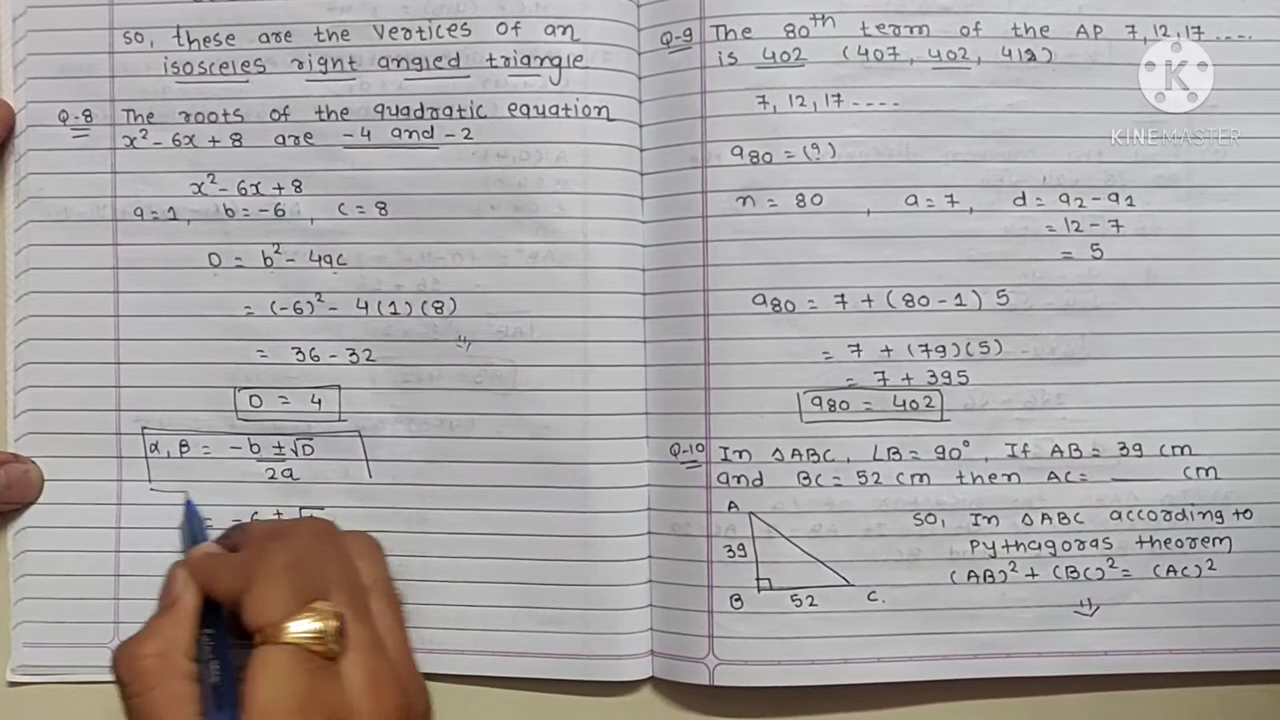 so, these are the vertices of an
isosceles right angled triangle
Q-8 The roots of the quadratic equation
x² - 6x + 8 are -4 and -2
x² - 6x + 8
a = 1, b = -6, c = 8
D = b² - 4ac
= (-6)² - 4(1)(8)
= 36 - 32
D = 4
α, β = -b ± √D
2a
= -6 ±
Q-9 The 80th term of the AP 7, 12, 17 ....
is 402 (407, 402, 412)
7, 12, 17 ----
a80 = (?)
n = 80 , a = 7, d = a2 - a1
= 12 - 7
= 5
a80 = 7 + (80 - 1) 5
= 7 + (79)(5)
= 7 + 395
a80 = 402
Q-10 In △ABC, ∠B = 90°, If AB = 39 cm
and BC = 52 cm then AC = ___ cm
A
39
B 52 C.
so, In △ABC according to
Pythagoras theorem
(AB)² + (BC)² = (AC)²
K
KINEMASTER